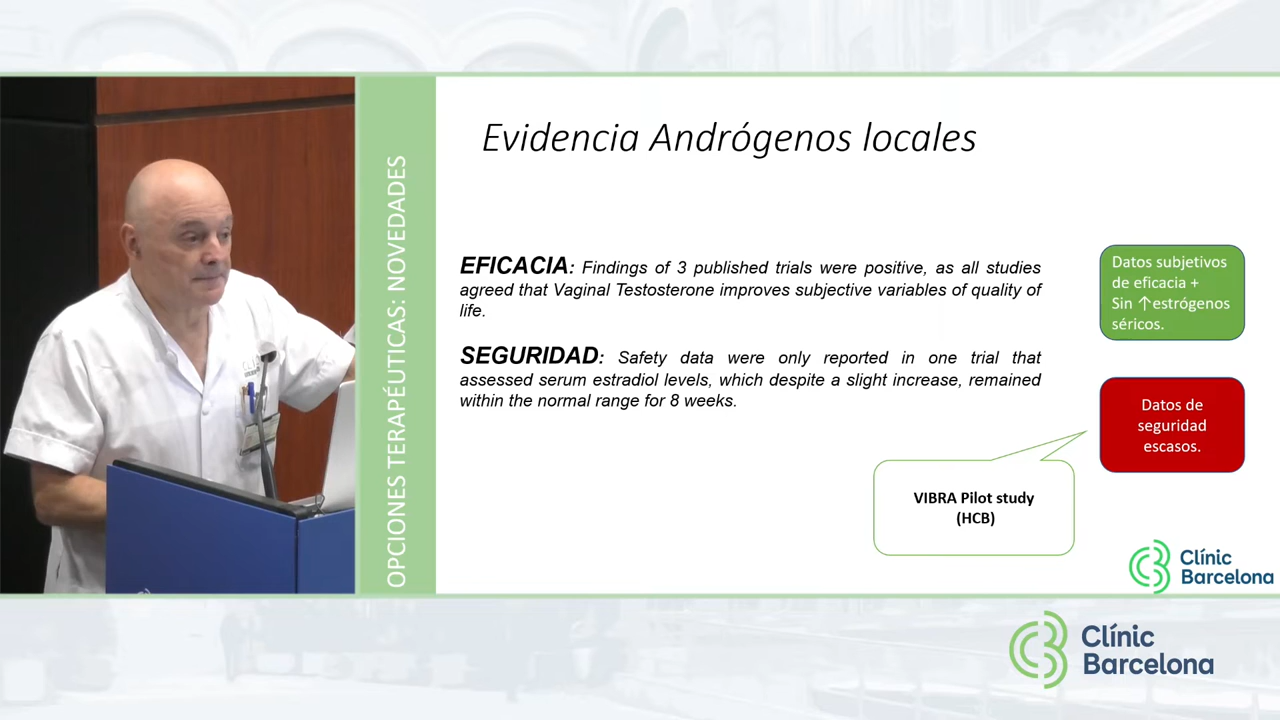 OPCIONES TERAPÉUTICAS: NOVEDADES
Evidencia Andrógenos locales
EFICACIA: Findings of 3 published trials were positive, as all studies
agreed that Vaginal Testosterone improves subjective variables of quality of
life.
SEGURIDAD: Safety data were only reported in one trial that
assessed serum estradiol levels, which despite a slight increase, remained
within the normal range for 8 weeks.
Datos subjetivos
de eficacia +
Sin ↑estrógenos
séricos.
Datos de
seguridad
escasos.
VIBRA Pilot study
(HCB)
Clínic
Barcelona
Clínic
Barcelona